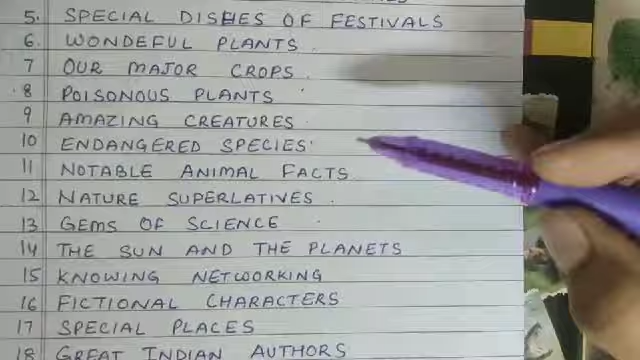 5. SPECIAL DISHES OF FESTIVALS
6. WONDEFUL PLANTS
7 OUR MAJOR CROPS
8 POISONOUS PLANTS
9 AMAZING CREATURES
10 ENDANGERED SPECIES
11 NOTABLE ANIMAL FACTS
12 NATURE SUPERLATIVES
13 GEMS OF SCIENCE
14 THE SUN AND THE PLANETS
15 KNOWING NETWORKING
16 FICTIONAL CHARACTERS
17 SPECIAL PLACES
18 GREAT INDIAN AUTHORS